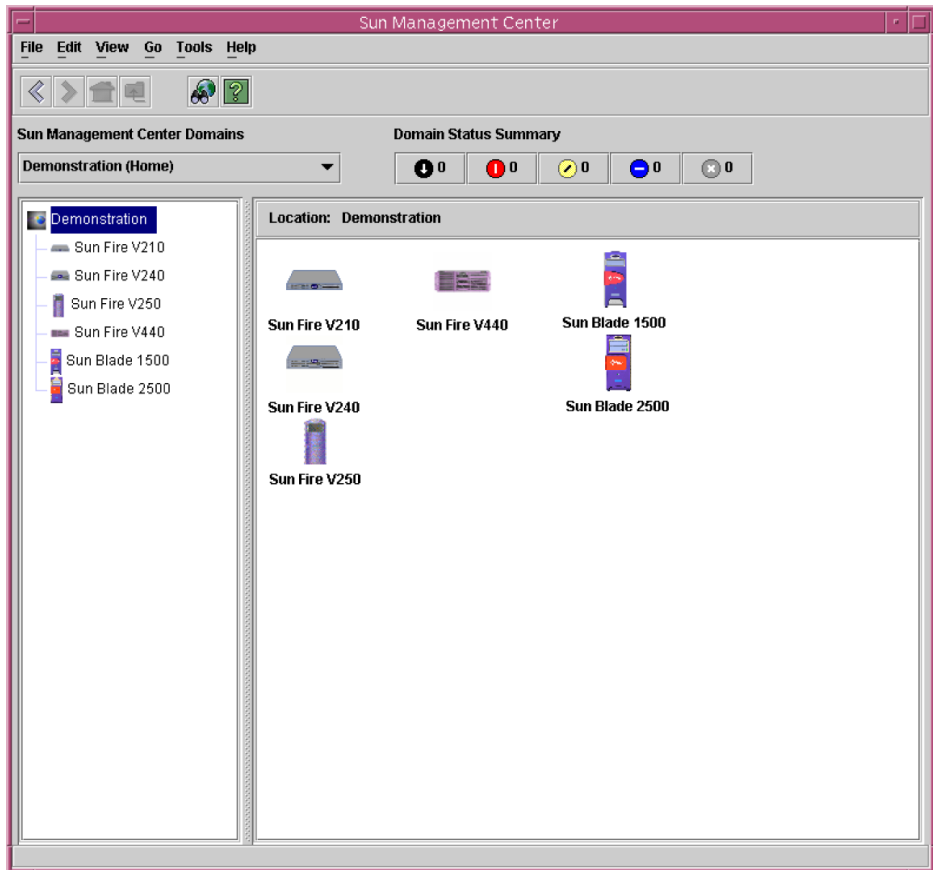 Sun Management Center
File Edit View Go Tools Help
?
Sun Management Center Domains
Domain Status Summary
Demonstration (Home)
0 0 0 0 0
Demonstration
Sun Fire V210
Sun Fire V240
Sun Fire V250
Sun Fire V440
Sun Blade 1500
Sun Blade 2500
Location: Demonstration
Sun Fire V210 Sun Fire V440 Sun Blade 1500
Sun Fire V240 Sun Blade 2500
Sun Fire V250